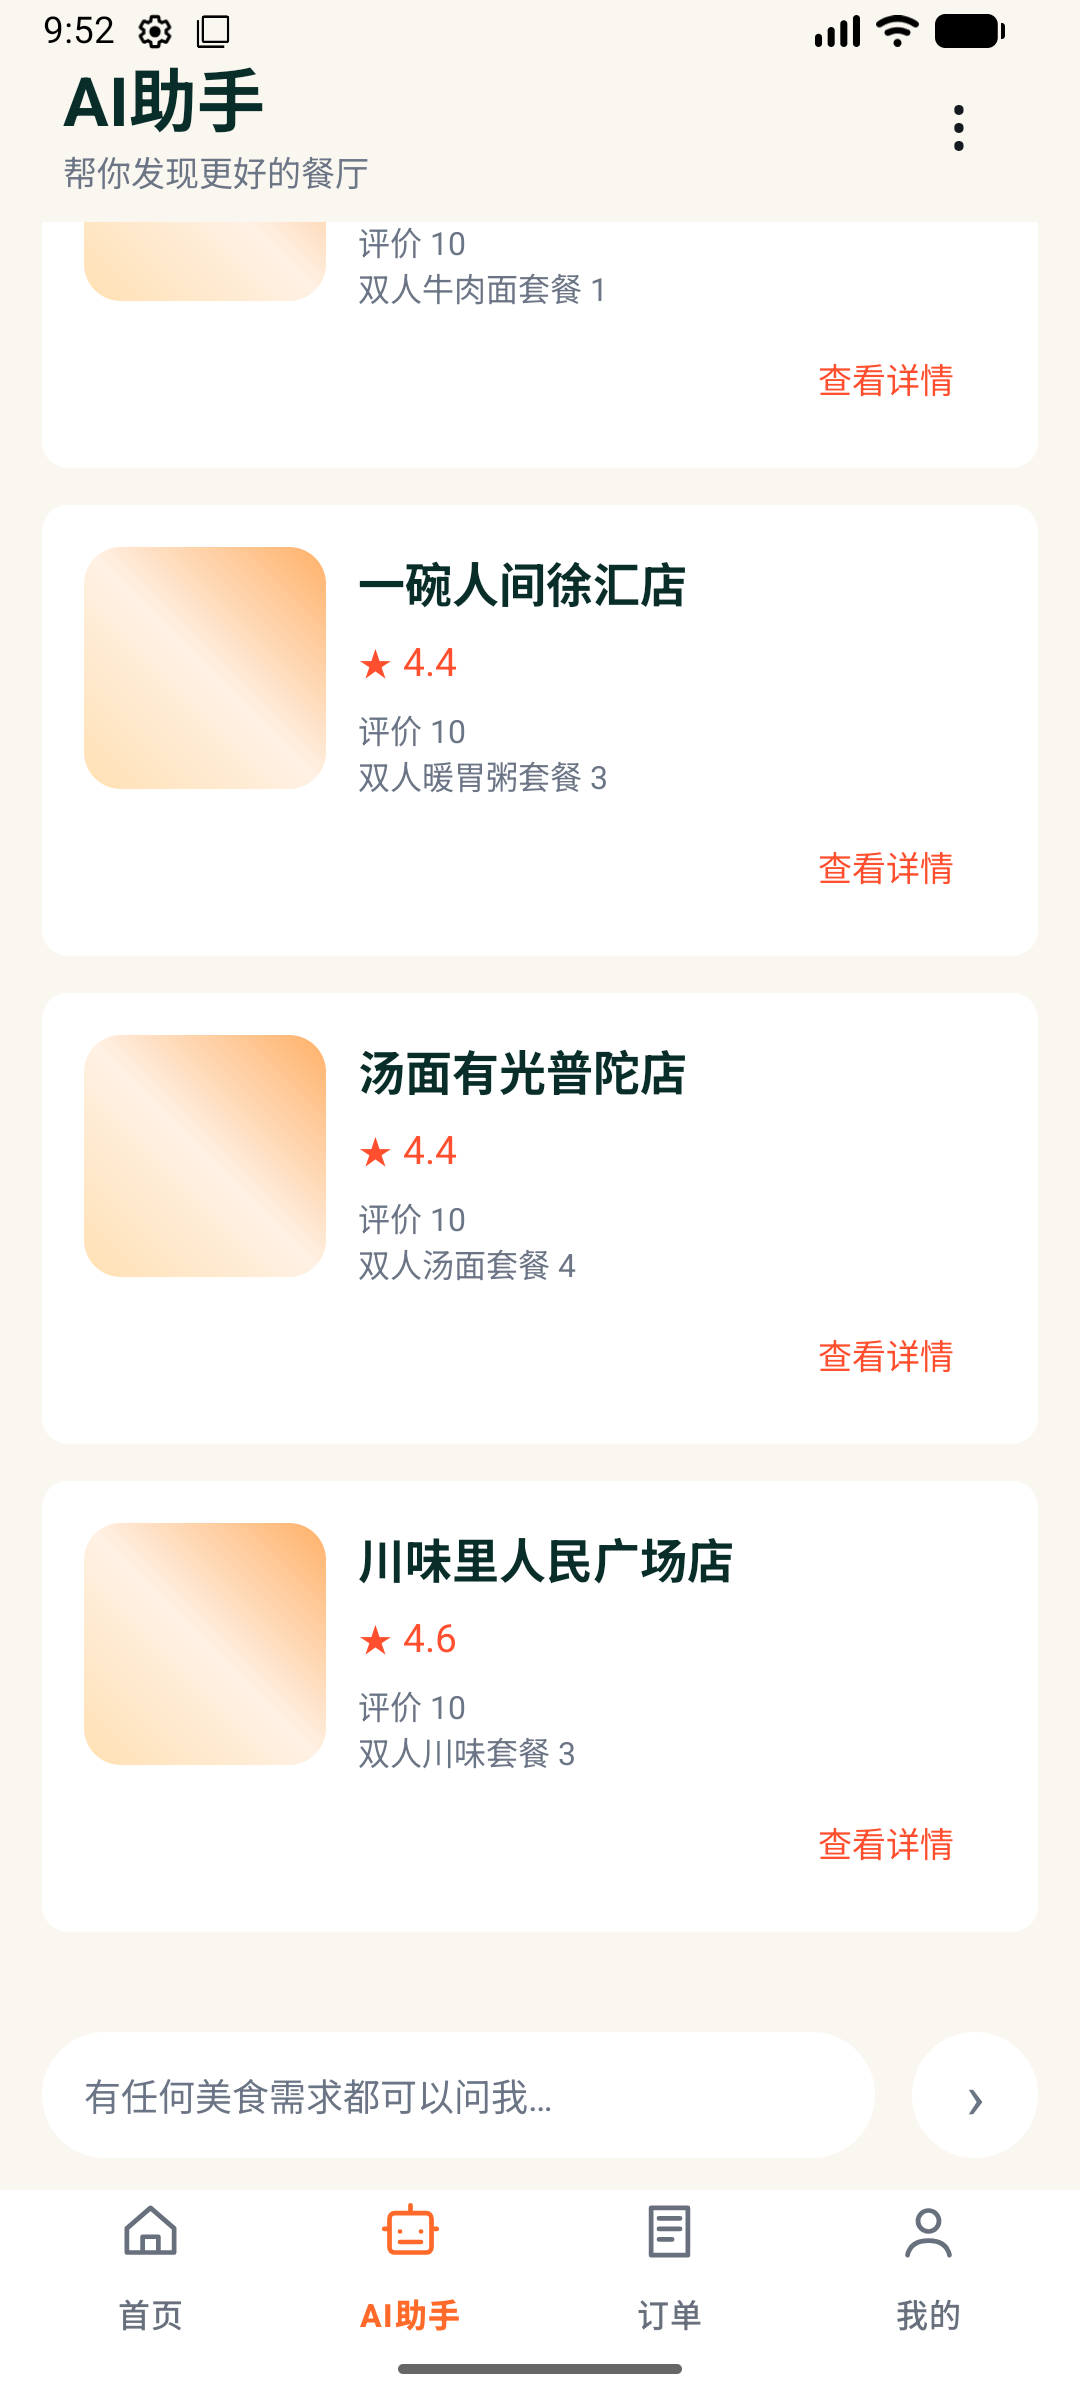 9:52
AI助手
帮你发现更好的餐厅
评价 10
双人牛肉面套餐 1
查看详情
一碗人间徐汇店
★ 4.4
评价 10
双人暖胃粥套餐 3
查看详情
汤面有光普陀店
★ 4.4
评价 10
双人汤面套餐 4
查看详情
川味里人民广场店
★ 4.6
评价 10
双人川味套餐 3
查看详情
有任何美食需求都可以问我...
首页
AI助手
订单
我的